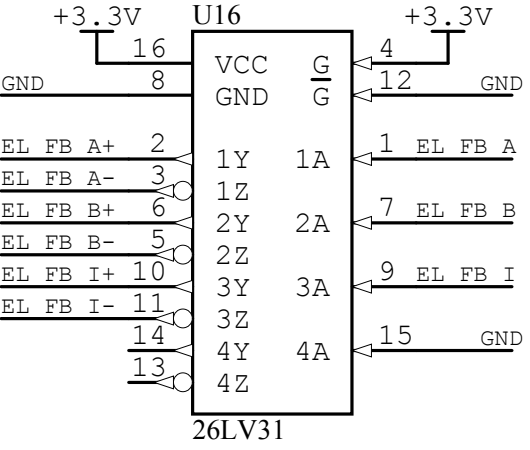 +3.3V U16 +3.3V
16 VCC G 4
GND 8 GND G 12 GND
EL FB A+ 2 1Y 1A 1 EL FB A
EL FB A- 3 1Z
EL FB B+ 6 2Y 2A 7 EL FB B
EL FB B- 5 2Z
EL FB I+ 10 3Y 3A 9 EL FB I
EL FB I- 11 3Z
14 4Y 4A 15 GND
13 4Z
26LV31